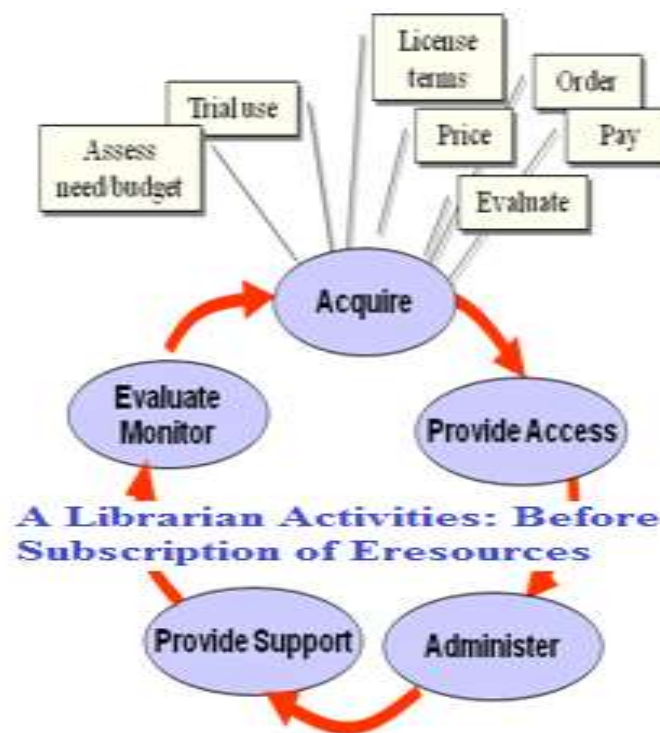 License
terms
Order
Trial use
Price
Pay
Assess
need/budget
Evaluate
Acquire
Evaluate
Monitor
Provide Access
A Librarian Activities: Before
Subscription of Eresources
Provide Support
Administer